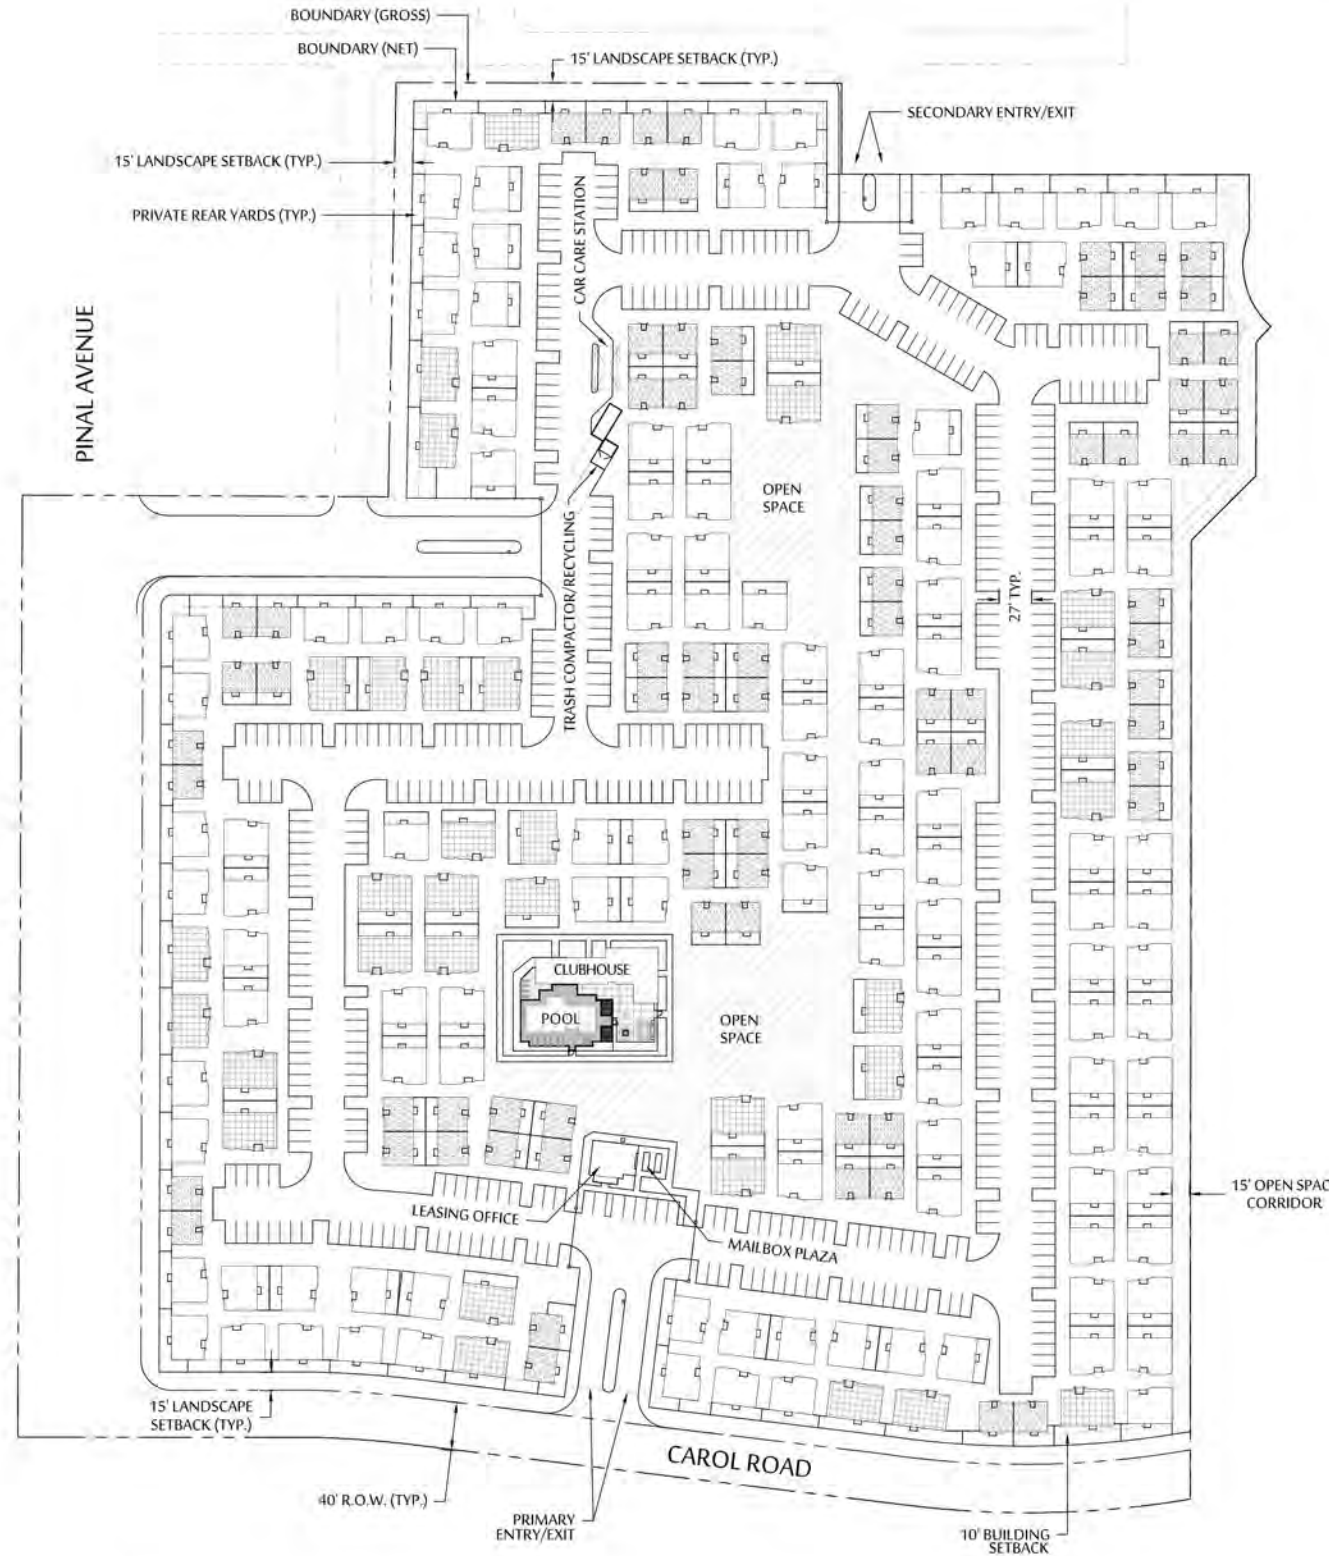 BOUNDARY (GROSS)
BOUNDARY (NET)
15' LANDSCAPE SETBACK (TYP.)
SECONDARY ENTRY/EXIT
15' LANDSCAPE SETBACK (TYP.)
PRIVATE REAR YARDS (TYP.)
CAR CARE STATION
PINAL AVENUE
OPEN
SPACE
TRASH COMPACTOR/RECYCLING
27' TYP.
CLUBHOUSE
POOL
OPEN
SPACE
15' OPEN SPAC
CORRIDOR
LEASING OFFICE
MAILBOX PLAZA
15' LANDSCAPE
SETBACK (TYP.)
CAROL ROAD
40' R.O.W. (TYP.)
PRIMARY
ENTRY/EXIT
10' BUILDING
SETBACK